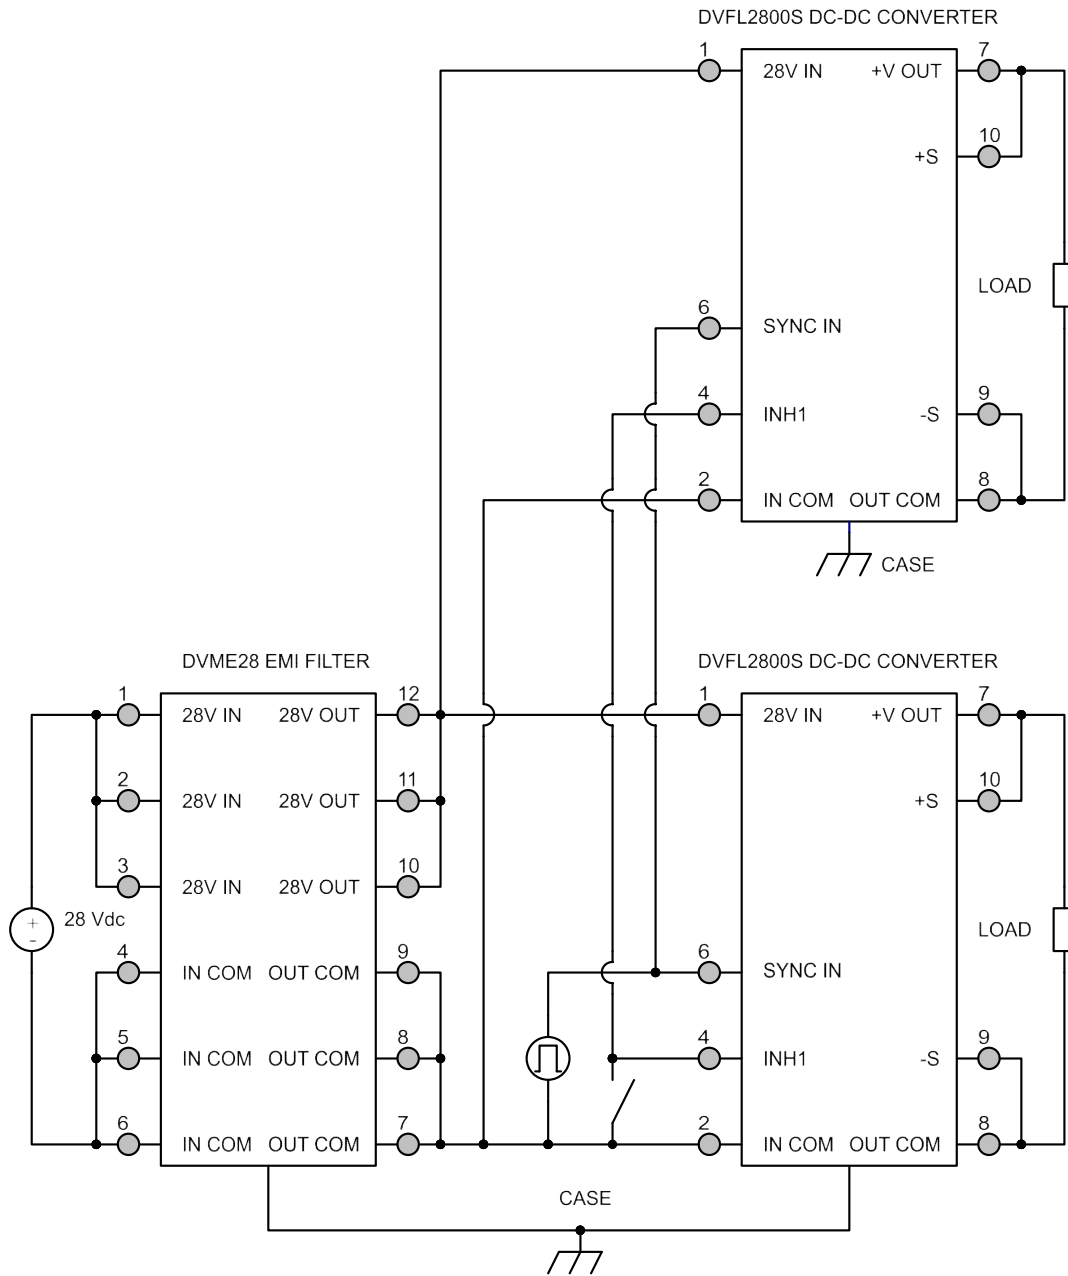 DVFL2800S DC-DC CONVERTER
1 28V IN +V OUT 7
+S 10
6 SYNC IN
LOAD
4 INH1 -S 9
2 IN COM OUT COM 8
CASE
DVME28 EMI FILTER
DVFL2800S DC-DC CONVERTER
1 28V IN 28V OUT 12
1 28V IN +V OUT 7
2 28V IN 28V OUT 11
+S 10
3 28V IN 28V OUT 10
+
-
28 Vdc
LOAD
4 IN COM OUT COM 9
6 SYNC IN
5 IN COM OUT COM 8
4 INH1 -S 9
6 IN COM OUT COM 7
2 IN COM OUT COM 8
CASE